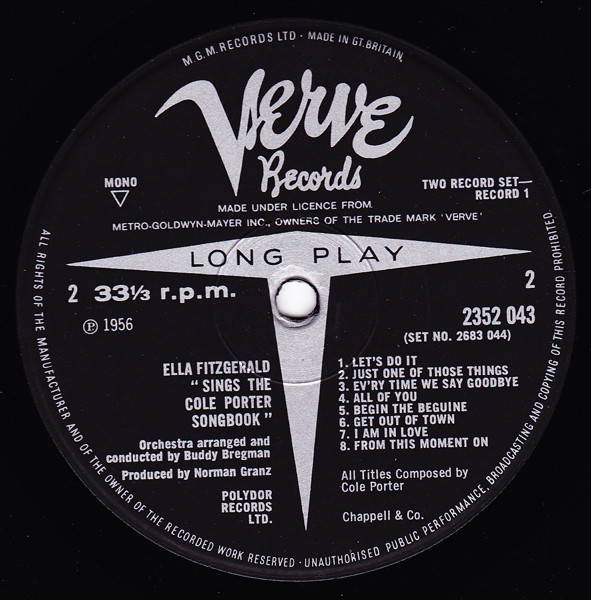 M.G.M. RECORDS LTD · MADE IN GT. BRITAIN.
Verve
Records
MONO
TWO RECORD SET—
RECORD 1
MADE UNDER LICENCE FROM
METRO-GOLDWYN-MAYER INC., OWNERS OF THE TRADE MARK 'VERVE'
LONG PLAY
2 33⅓ r.p.m.
2
℗ 1956
2352 043
(SET NO. 2683 044)
ELLA FITZGERALD
"SINGS THE
COLE PORTER
SONGBOOK"
Orchestra arranged and
conducted by Buddy Bregman
Produced by Norman Granz
POLYDOR
RECORDS
LTD.
1. LET'S DO IT
2. JUST ONE OF THOSE THINGS
3. EV'RY TIME WE SAY GOODBYE
4. ALL OF YOU
5. BEGIN THE BEGUINE
6. GET OUT OF TOWN
7. I AM IN LOVE
8. FROM THIS MOMENT ON
All Titles Composed by
Cole Porter
Chappell & Co.
ALL RIGHTS OF THE MANUFACTURER AND OF THE OWNER OF THE RECORDED WORK RESERVED · UNAUTHORISED PUBLIC PERFORMANCE, BROADCASTING AND COPYING OF THIS RECORD PROHIBITED.